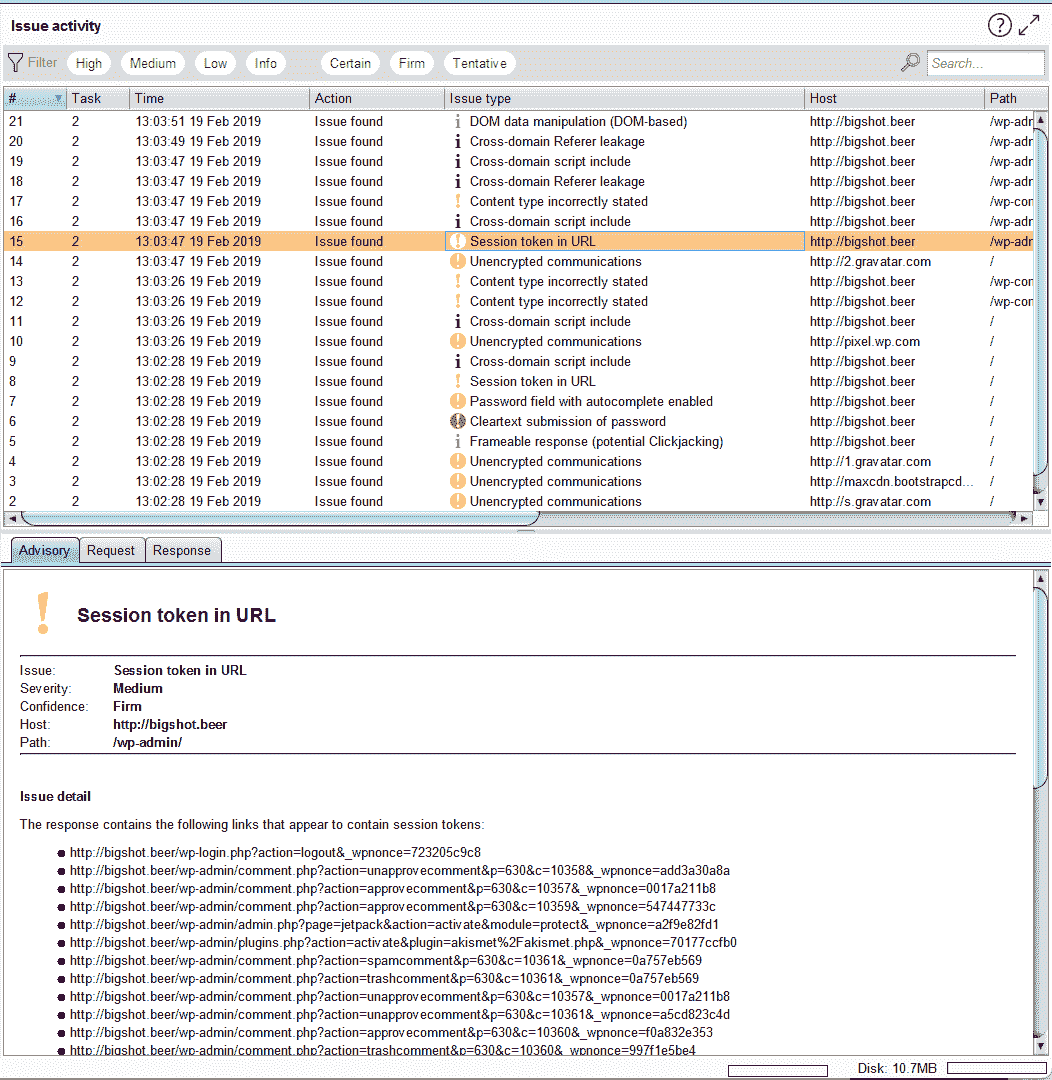 Issue activity
Filter High Medium Low Info Certain Firm Tentative Search...
# Task Time Action Issue type Host Path
21 2 13:03:51 19 Feb 2019 Issue found DOM data manipulation (DOM-based) http://bigshot.beer /wp-adr
20 2 13:03:49 19 Feb 2019 Issue found Cross-domain Referer leakage http://bigshot.beer /wp-adr
19 2 13:03:47 19 Feb 2019 Issue found Cross-domain script include http://bigshot.beer /wp-adr
18 2 13:03:47 19 Feb 2019 Issue found Cross-domain Referer leakage http://bigshot.beer /wp-adr
17 2 13:03:47 19 Feb 2019 Issue found Content type incorrectly stated http://bigshot.beer /wp-cor
16 2 13:03:47 19 Feb 2019 Issue found Cross-domain script include http://bigshot.beer /wp-adr
15 2 13:03:47 19 Feb 2019 Issue found Session token in URL http://bigshot.beer /wp-adr
14 2 13:03:47 19 Feb 2019 Issue found Unencrypted communications http://2.gravatar.com /
13 2 13:03:26 19 Feb 2019 Issue found Content type incorrectly stated http://bigshot.beer /wp-cor
12 2 13:03:26 19 Feb 2019 Issue found Content type incorrectly stated http://bigshot.beer /wp-cor
11 2 13:03:26 19 Feb 2019 Issue found Cross-domain script include http://bigshot.beer /
10 2 13:03:26 19 Feb 2019 Issue found Unencrypted communications http://pixel.wp.com /
9 2 13:02:28 19 Feb 2019 Issue found Cross-domain script include http://bigshot.beer /
8 2 13:02:28 19 Feb 2019 Issue found Session token in URL http://bigshot.beer /
7 2 13:02:28 19 Feb 2019 Issue found Password field with autocomplete enabled http://bigshot.beer /
6 2 13:02:28 19 Feb 2019 Issue found Cleartext submission of password http://bigshot.beer /
5 2 13:02:28 19 Feb 2019 Issue found Frameable response (potential Clickjacking) http://bigshot.beer /
4 2 13:02:28 19 Feb 2019 Issue found Unencrypted communications http://1.gravatar.com /
3 2 13:02:28 19 Feb 2019 Issue found Unencrypted communications http://maxcdn.bootstrapcd... /
2 2 13:02:28 19 Feb 2019 Issue found Unencrypted communications http://s.gravatar.com /
Advisory Request Response
Session token in URL
Issue: Session token in URL
Severity: Medium
Confidence: Firm
Host: http://bigshot.beer
Path: /wp-admin/
Issue detail
The response contains the following links that appear to contain session tokens:
http://bigshot.beer/wp-login.php?action=logout&_wpnonce=723205c9c8
http://bigshot.beer/wp-admin/comment.php?action=unapprovecomment&p=630&c=10358&_wpnonce=add3a30a8a
http://bigshot.beer/wp-admin/comment.php?action=approvecomment&p=630&c=10357&_wpnonce=0017a211b8
http://bigshot.beer/wp-admin/comment.php?action=approvecomment&p=630&c=10359&_wpnonce=547447733c
http://bigshot.beer/wp-admin/admin.php?page=jetpack&action=activate&module=protect&_wpnonce=a2f9e82fd1
http://bigshot.beer/wp-admin/plugins.php?action=activate&plugin=akismet%2Fakismet.php&_wpnonce=70177ccfb0
http://bigshot.beer/wp-admin/comment.php?action=spamcomment&p=630&c=10361&_wpnonce=0a757eb569
http://bigshot.beer/wp-admin/comment.php?action=trashcomment&p=630&c=10361&_wpnonce=0a757eb569
http://bigshot.beer/wp-admin/comment.php?action=unapprovecomment&p=630&c=10357&_wpnonce=0017a211b8
http://bigshot.beer/wp-admin/comment.php?action=unapprovecomment&p=630&c=10361&_wpnonce=a5cd823c4d
http://bigshot.beer/wp-admin/comment.php?action=approvecomment&p=630&c=10360&_wpnonce=f0a832e353
http://bigshot.beer/wp-admin/comment.php?action=trashcomment&p=630&c=10360&_wpnonce=997f1e5be4
Disk: 10.7MB